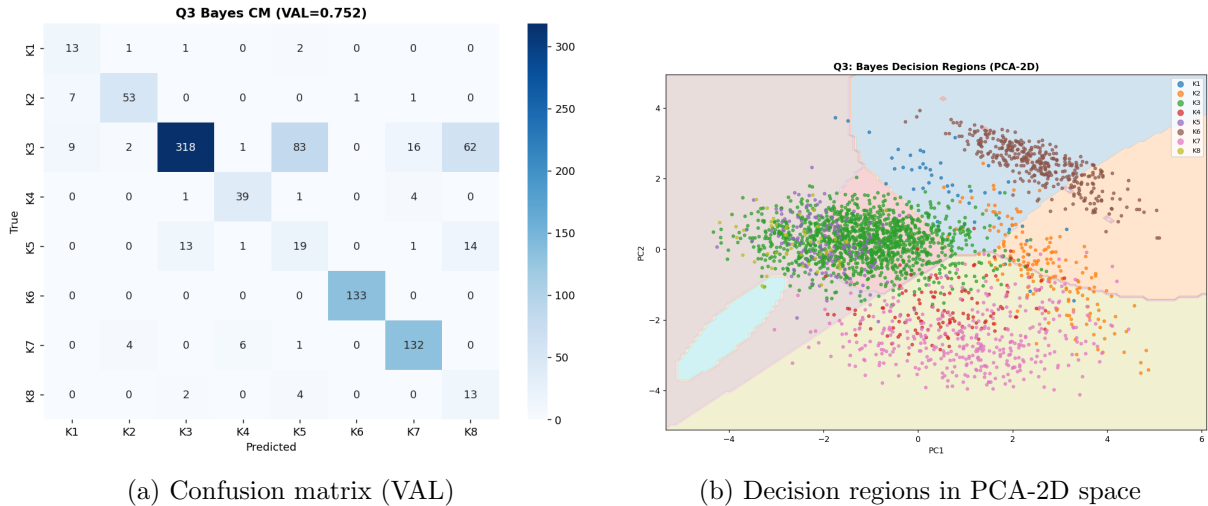 Q3 Bayes CM (VAL=0.752)
K1 13 1 1 0 2 0 0 0
K2 7 53 0 0 0 1 1 0
K3 9 2 318 1 83 0 16 62
K4 0 0 1 39 1 0 4 0
K5 0 0 13 1 19 0 1 14
K6 0 0 0 0 0 133 0 0
K7 0 4 0 6 1 0 132 0
K8 0 0 2 0 4 0 0 13
K1 K2 K3 K4 K5 K6 K7 K8
True
Predicted
300
250
200
150
100
50
0
(a) Confusion matrix (VAL)
Q3: Bayes Decision Regions (PCA-2D)
K1
K2
K3
K4
K5
K6
K7
K8
4
2
0
−2
−4
PC2
−4 −2 0 2 4 6
PC1
(b) Decision regions in PCA-2D space